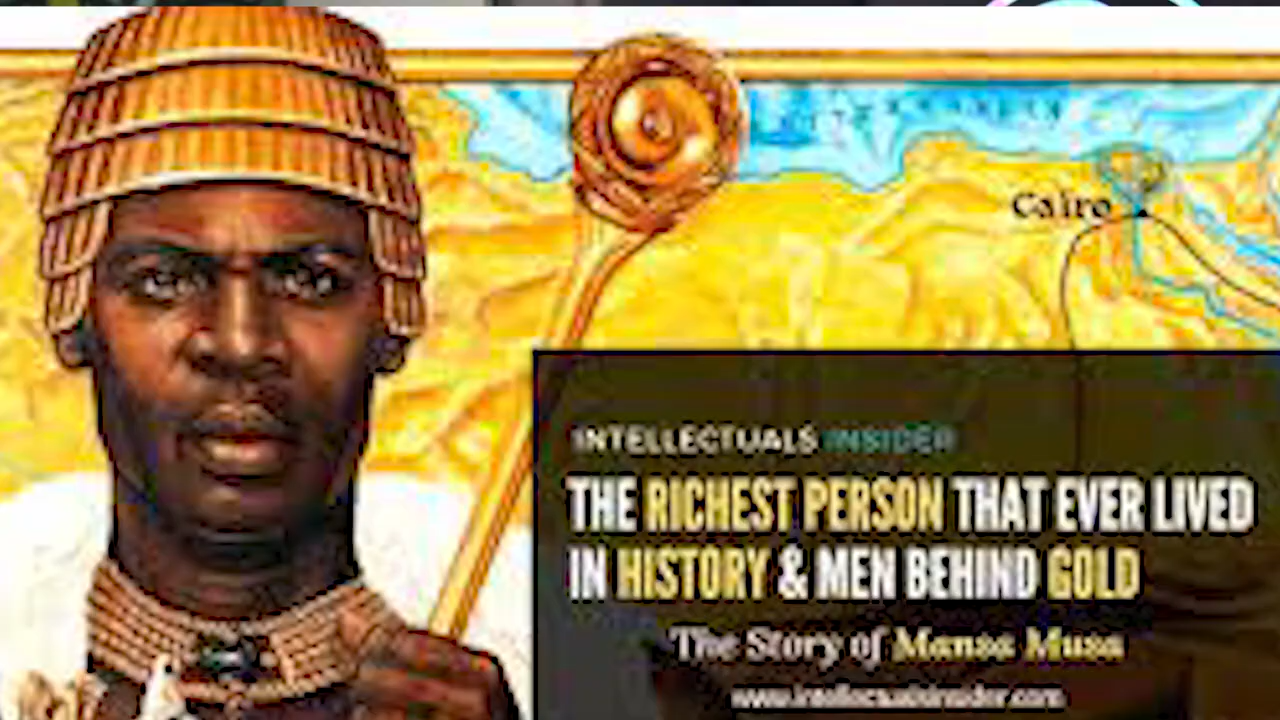 Cairo
INTELLECTUALS INSIDER
THE RICHEST PERSON THAT EVER LIVED
IN HISTORY & MEN BEHIND GOLD
The Story of Mansa Musa
www.intellectualsinsider.com